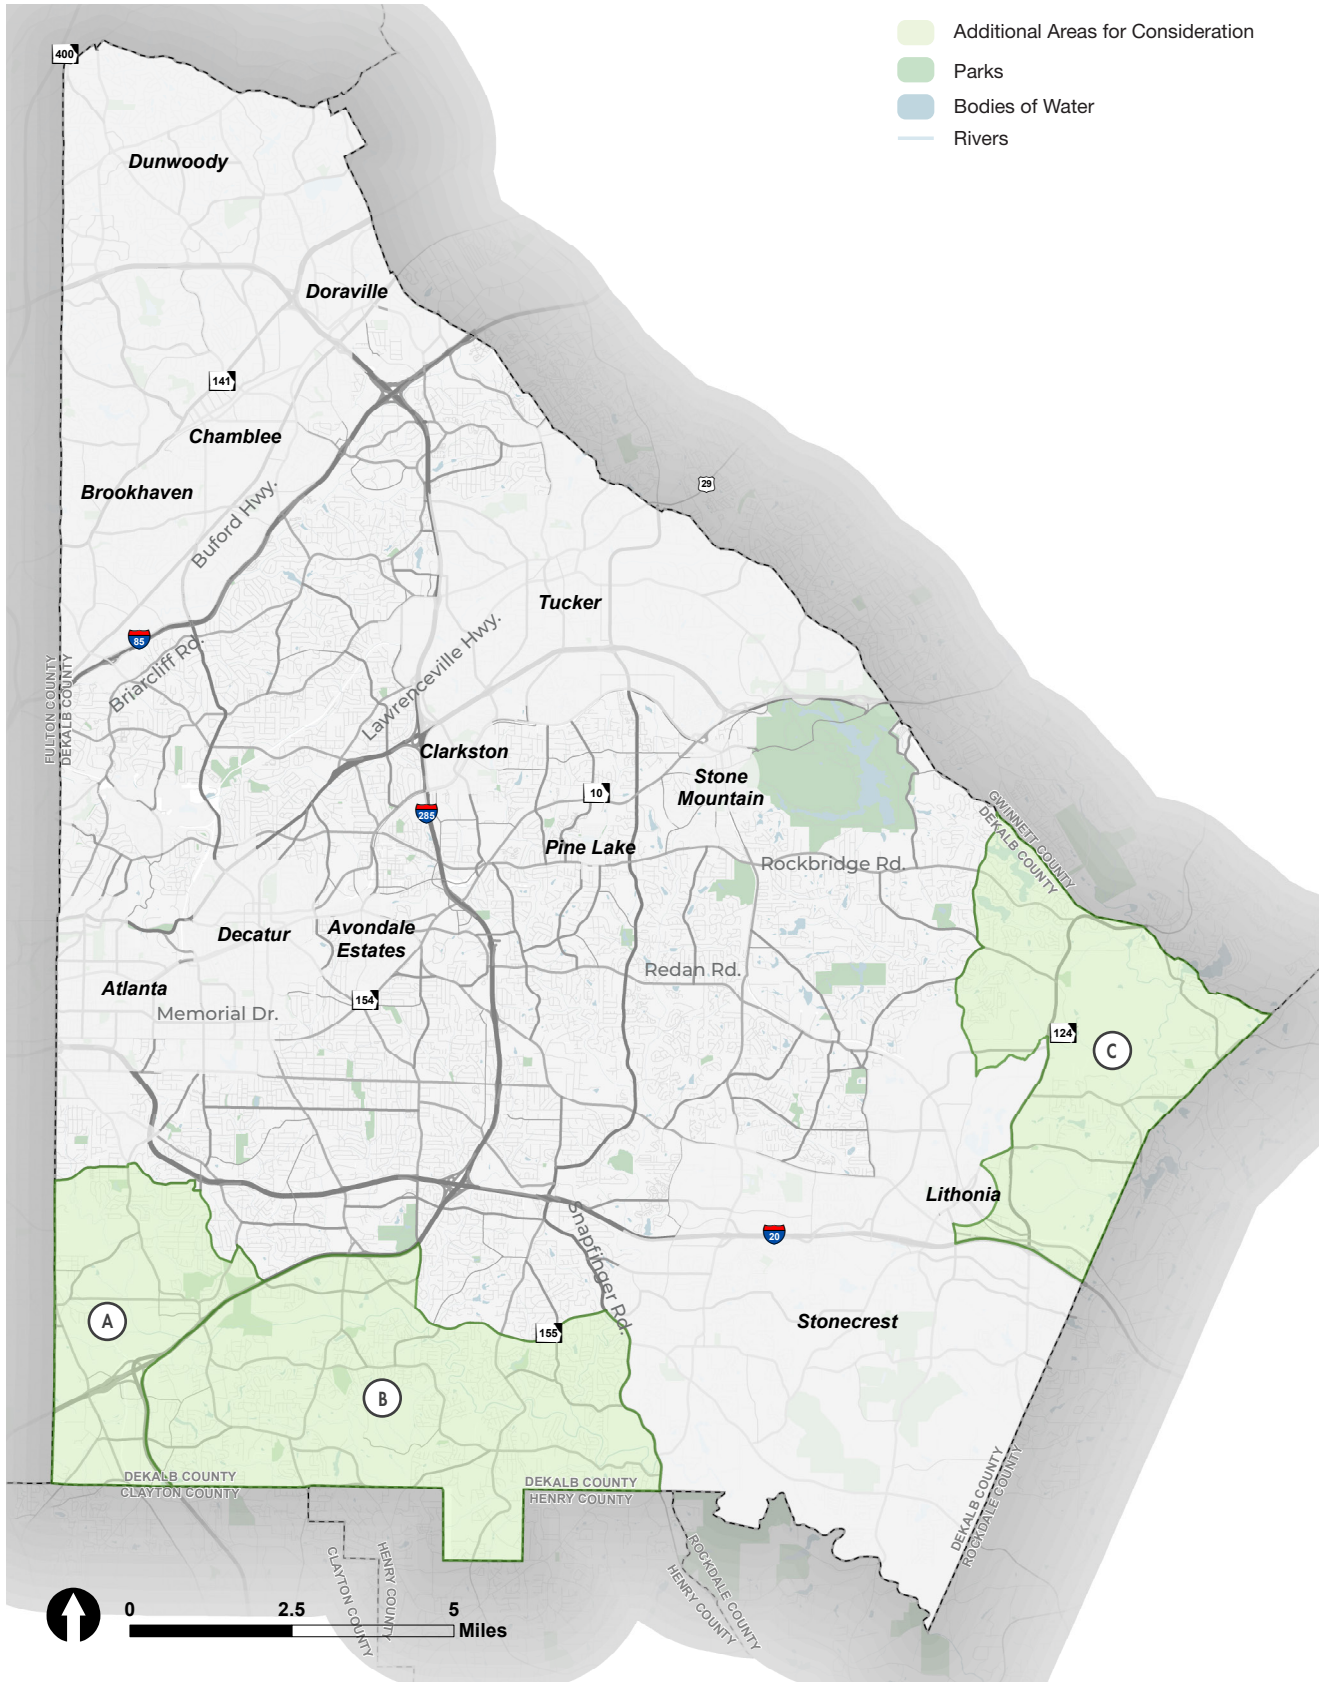 Additional Areas for Consideration
Parks
Bodies of Water
Rivers
400
Dunwoody
Doraville
141
Chamblee
Brookhaven
Buford Hwy.
29
Tucker
85
Briarcliff Rd.
Lawrenceville Hwy.
FULTON COUNTY
DEKALB COUNTY
Clarkston
Stone
Mountain
10
285
Pine Lake
Rockbridge Rd.
GWINNETT COUNTY
DEKALB COUNTY
Decatur
Avondale
Estates
Redan Rd.
Atlanta
154
Memorial Dr.
124
C
Lithonia
Snapfinger Rd.
20
A
155
Stonecrest
B
DEKALB COUNTY
CLAYTON COUNTY
DEKALB COUNTY
HENRY COUNTY
DEKALB COUNTY
ROCKDALE COUNTY
CLAYTON COUNTY
HENRY COUNTY
ROCKDALE COUNTY
HENRY COUNTY
0 2.5 5
Miles